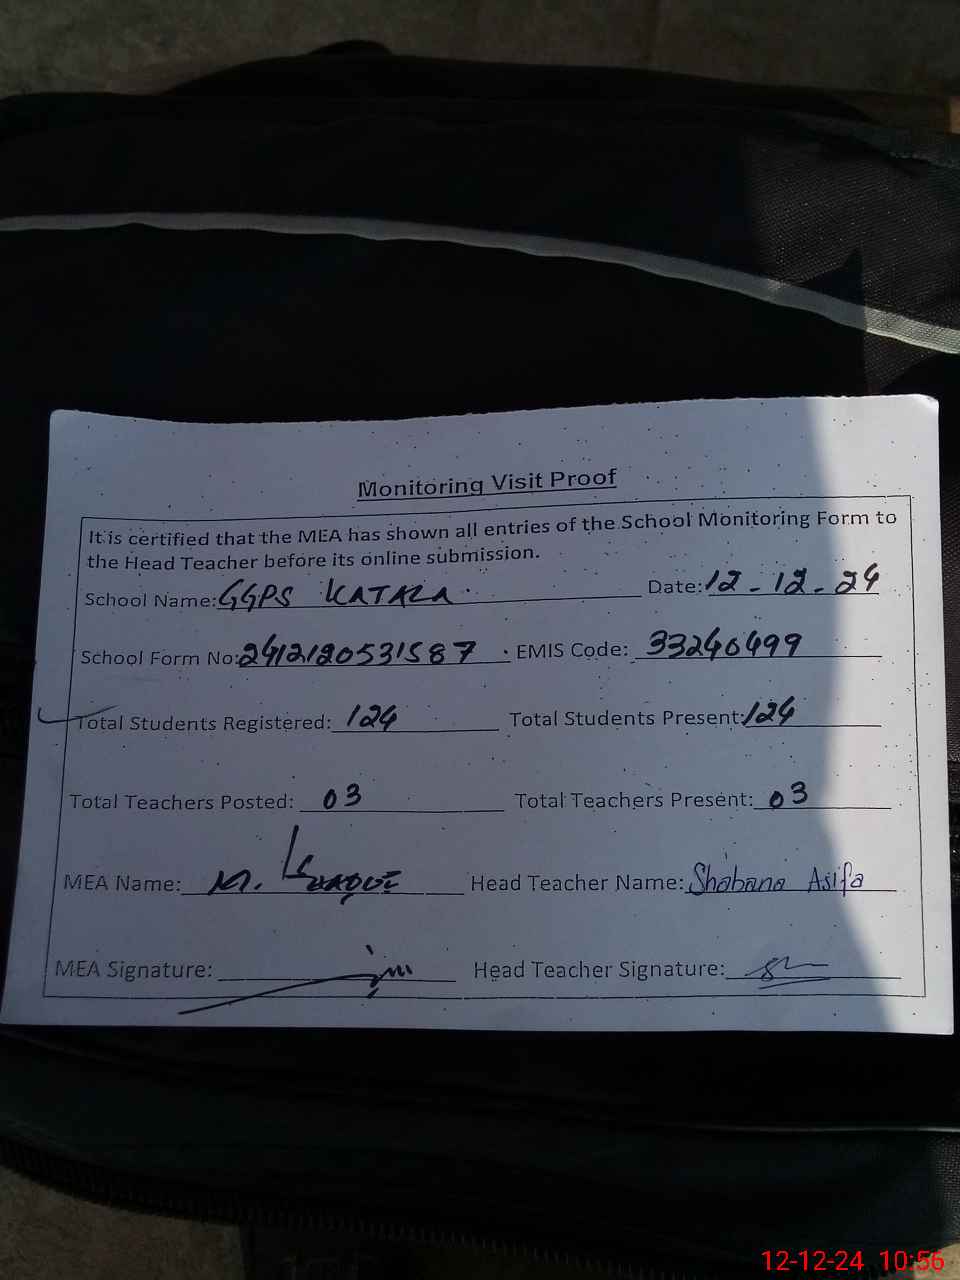 Monitoring Visit Proof
It is certified that the MEA has shown all entries of the School Monitoring Form to
the Head Teacher before its online submission.
School Name: GGPS KATALA Date: 12-12-24
School Form No: 2412120531587 EMIS Code: 33240499
Total Students Registered: 124 Total Students Present: 124
Total Teachers Posted: 03 Total Teachers Present: 03
MEA Name: M. Head Teacher Name: Shabana Asifa
MEA Signature: Head Teacher Signature:
12-12-24 10:56